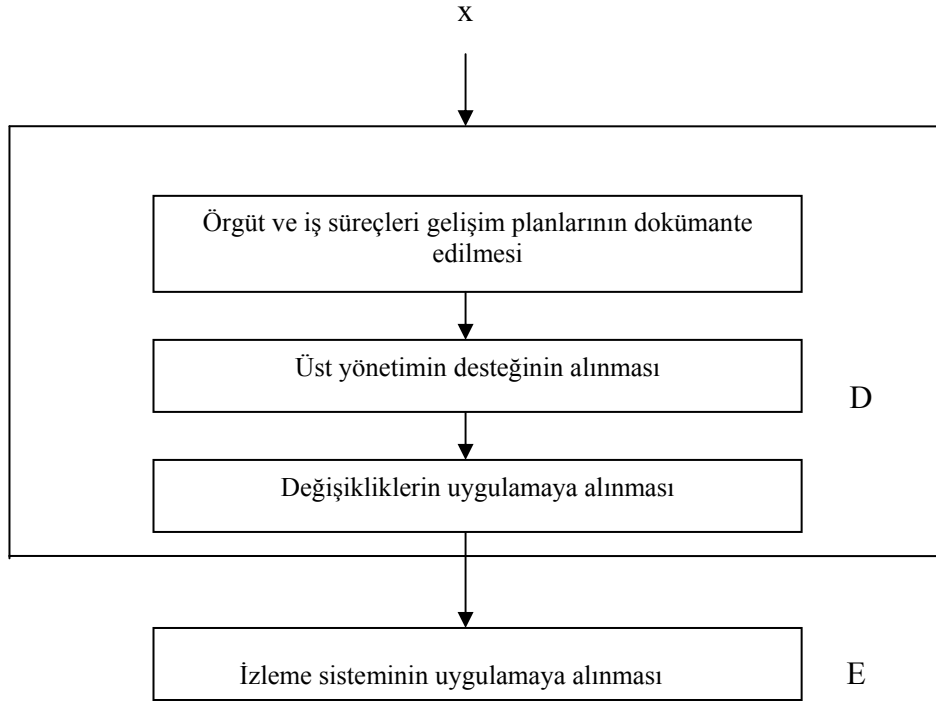 x
Örgüt ve iş süreçleri gelişim planlarının dokümante
edilmesi
Üst yönetimin desteğinin alınması
D
Değişikliklerin uygulamaya alınması
İzleme sisteminin uygulamaya alınması
E